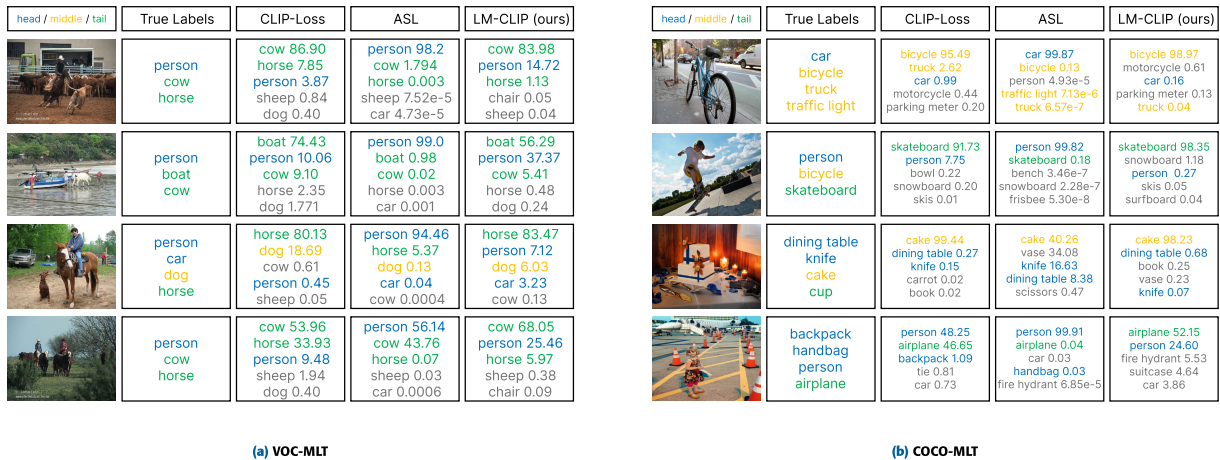 head / middle / tail
True Labels
CLIP-Loss
ASL
LM-CLIP (ours)
person
cow
horse
cow 86.90
horse 7.85
person 3.87
sheep 0.84
dog 0.40
person 98.2
cow 1.794
horse 0.003
sheep 7.52e-5
car 4.73e-5
cow 83.98
person 14.72
horse 1.13
chair 0.05
sheep 0.04
person
boat
cow
boat 74.43
person 10.06
cow 9.10
horse 2.35
dog 1.771
person 99.0
boat 0.98
cow 0.02
horse 0.003
car 0.001
boat 56.29
person 37.37
cow 5.41
horse 0.48
dog 0.24
person
car
dog
horse
horse 80.13
dog 18.69
cow 0.61
person 0.45
sheep 0.05
person 94.46
horse 5.37
dog 0.13
car 0.04
cow 0.0004
horse 83.47
person 7.12
dog 6.03
car 3.23
cow 0.13
person
cow
horse
cow 53.96
horse 33.93
person 9.48
sheep 1.94
dog 0.40
person 56.14
cow 43.76
horse 0.07
sheep 0.03
car 0.0006
cow 68.05
person 25.46
horse 5.97
sheep 0.38
chair 0.09
(a) VOC-MLT
head / middle / tail
True Labels
CLIP-Loss
ASL
LM-CLIP (ours)
car
bicycle
truck
traffic light
bicycle 95.49
truck 2.62
car 0.99
motorcycle 0.44
parking meter 0.20
car 99.87
bicycle 0.13
person 4.93e-5
traffic light 7.13e-6
truck 6.57e-7
bicycle 98.97
motorcycle 0.61
car 0.16
parking meter 0.13
truck 0.04
person
bicycle
skateboard
skateboard 91.73
person 7.75
bowl 0.22
snowboard 0.20
skis 0.01
person 99.82
skateboard 0.18
bench 3.46e-7
snowboard 2.28e-7
frisbee 5.30e-8
skateboard 98.35
snowboard 1.18
person 0.27
skis 0.05
surfboard 0.04
dining table
knife
cake
cup
cake 99.44
dining table 0.27
knife 0.15
carrot 0.02
book 0.02
cake 40.26
vase 34.08
knife 16.63
dining table 8.38
scissors 0.47
cake 98.23
dining table 0.68
book 0.25
vase 0.23
knife 0.07
backpack
handbag
person
airplane
person 48.25
airplane 46.65
backpack 1.09
tie 0.81
car 0.73
person 99.91
airplane 0.04
car 0.03
handbag 0.03
fire hydrant 6.85e-5
airplane 52.15
person 24.60
fire hydrant 5.53
suitcase 4.64
car 3.86
(b) COCO-MLT